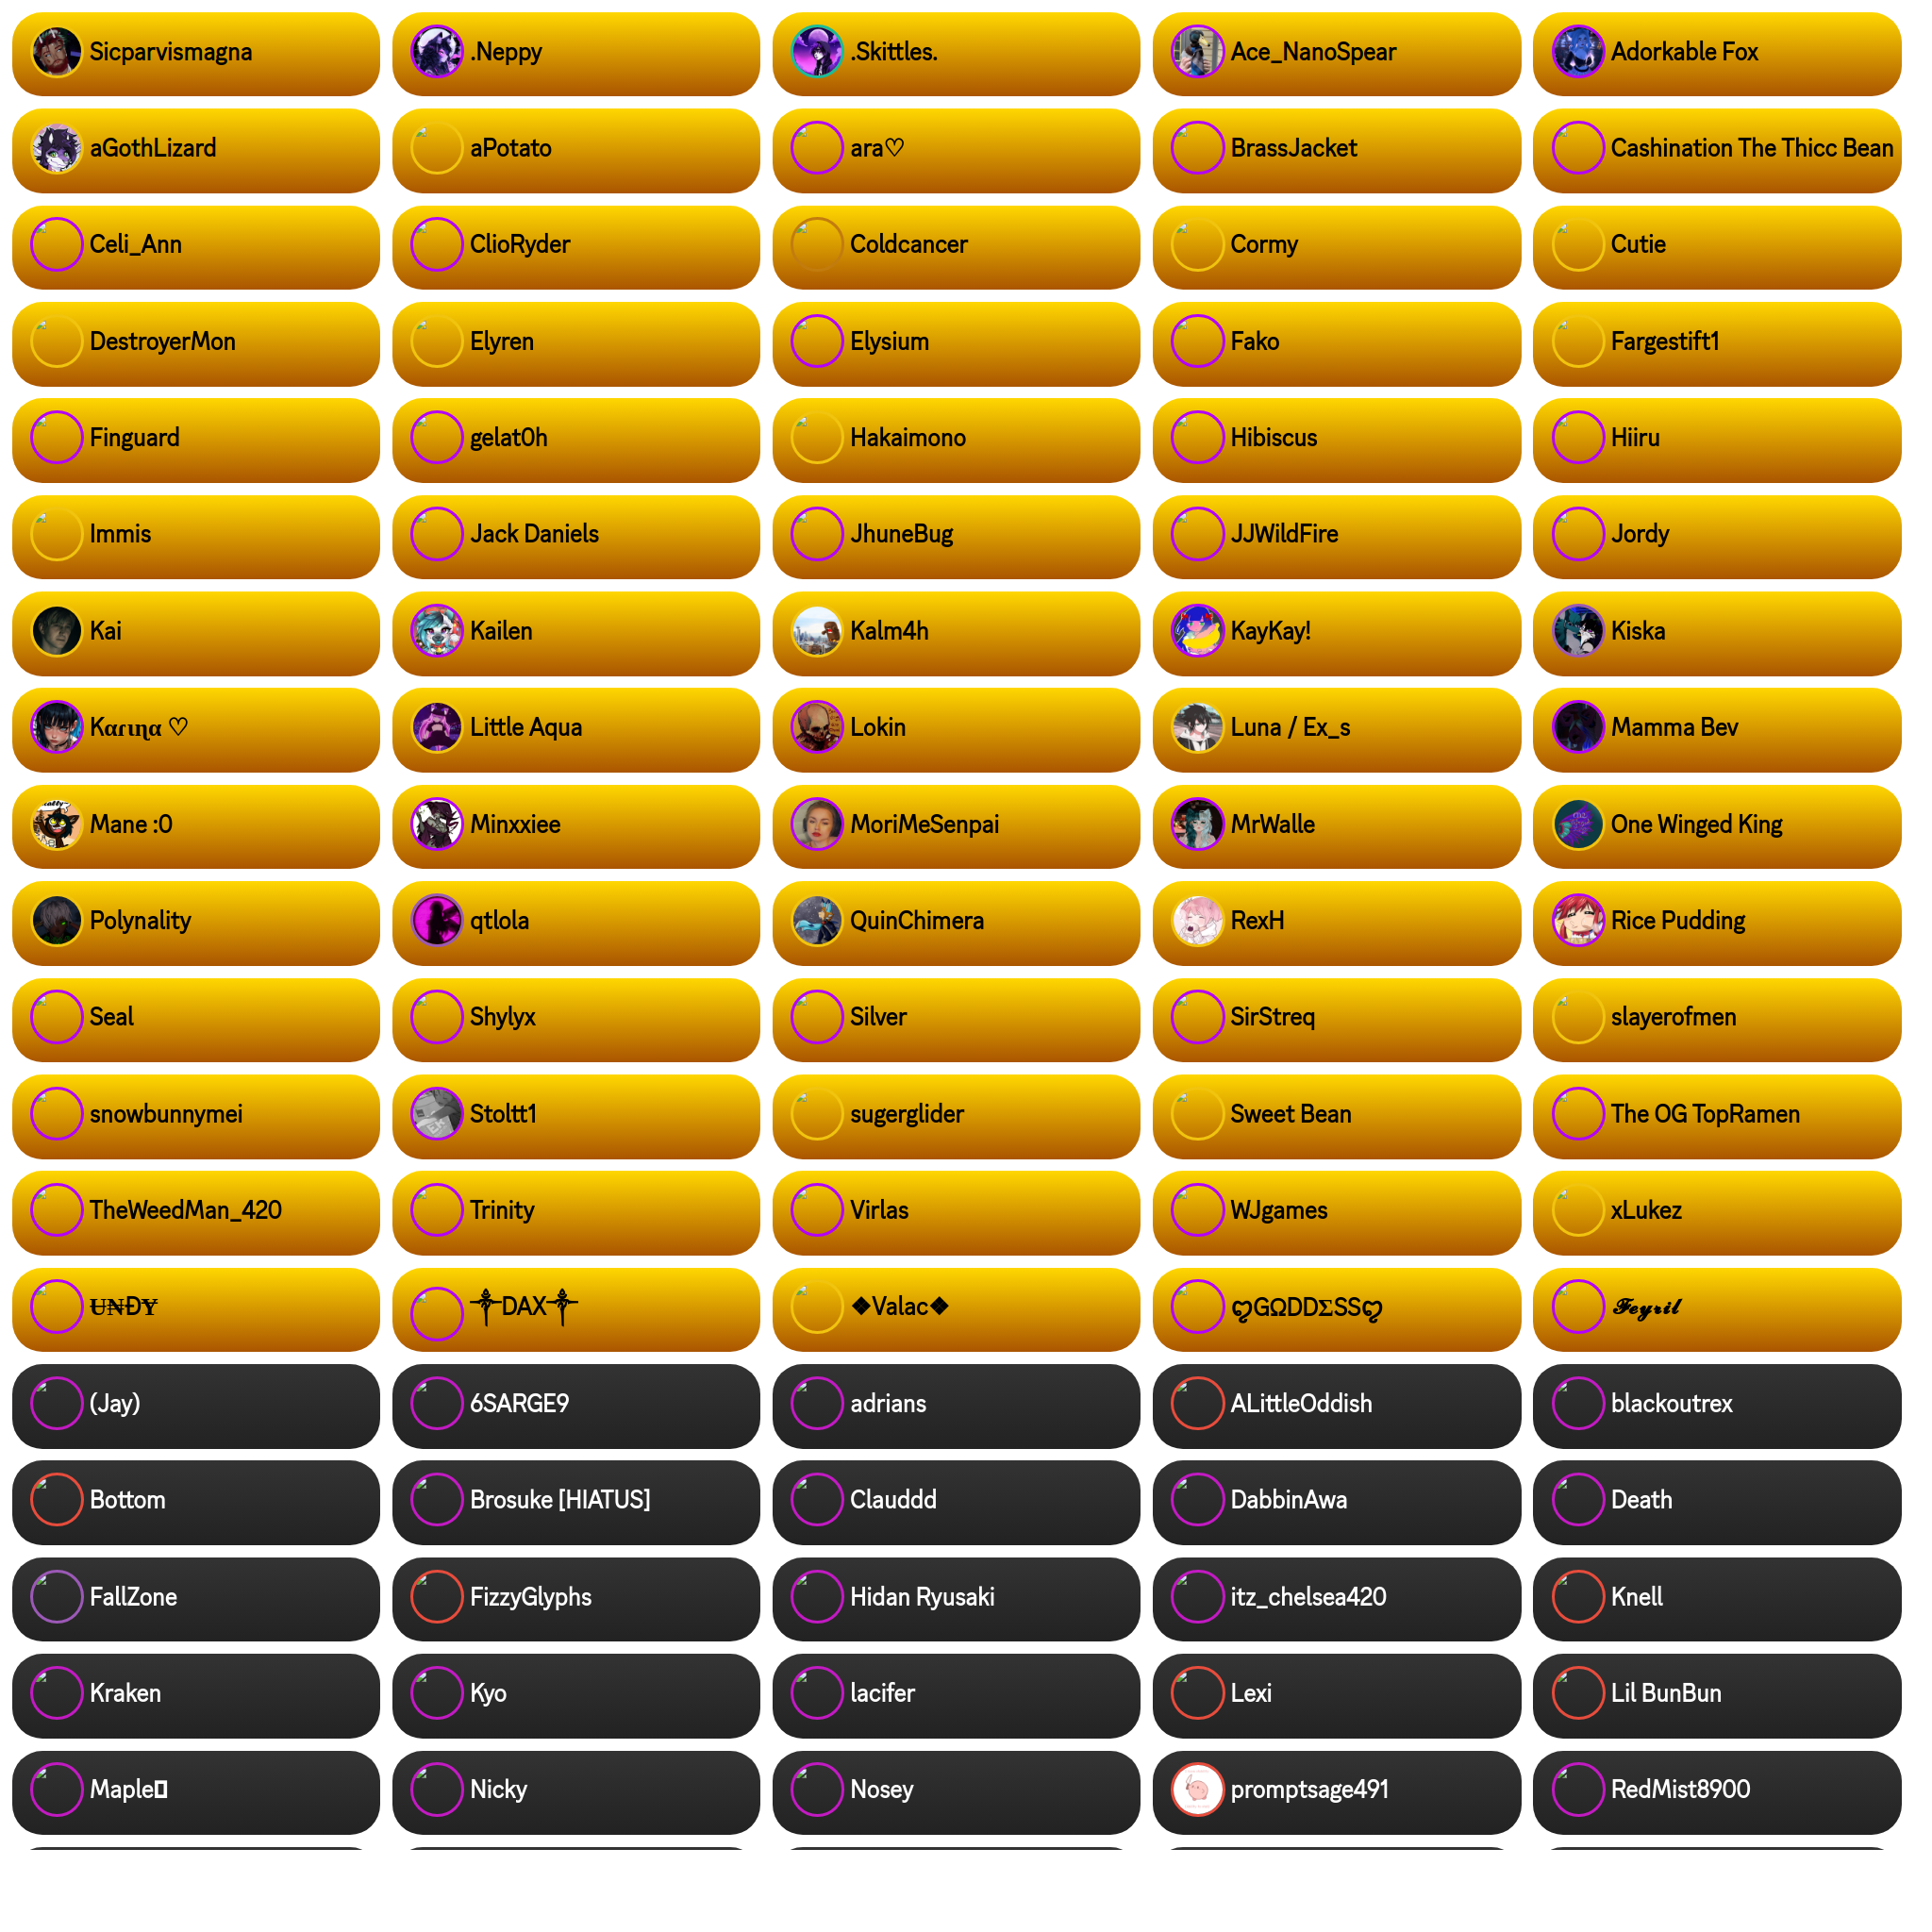 Sicparvismagna
.Neppy
.Skittles.
Ace_NanoSpear
Adorkable Fox
aGothLizard
aPotato
ara♡
BrassJacket
Cashination The Thicc Bean
Celi_Ann
ClioRyder
Coldcancer
Cormy
Cutie
DestroyerMon
Elyren
Elysium
Fako
Fargestift1
Finguard
gelat0h
Hakaimono
Hibiscus
Hiiru
Immis
Jack Daniels
JhuneBug
JJWildFire
Jordy
Kai
Kailen
Kalm4h
KayKay!
Kiska
Kαɾιɳα ♡
Little Aqua
Lokin
Luna / Ex_s
Mamma Bev
Mane :0
Minxxiee
MoriMeSenpai
MrWalle
One Winged King
Polynality
qtlola
QuinChimera
RexH
Rice Pudding
Seal
Shylyx
Silver
SirStreq
slayerofmen
snowbunnymei
Stoltt1
sugerglider
Sweet Bean
The OG TopRamen
TheWeedMan_420
Trinity
Virlas
WJgames
xLukez
Ʉ₦ĐɎ
༒DAX༒
❖Valac❖
ღGΩDDΣSSღ
𝓕𝓮𝔂𝓻𝓲𝓵
(Jay)
6SARGE9
adrians
ALittleOddish
blackoutrex
Bottom
Brosuke [HIATUS]
Clauddd
DabbinAwa
Death
FallZone
FizzyGlyphs
Hidan Ryusaki
itz_chelsea420
Knell
Kraken
Kyo
lacifer
Lexi
Lil BunBun
Maple
Nicky
Nosey
promptsage491
RedMist8900